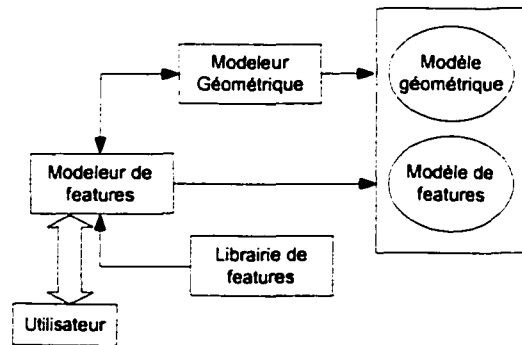 Modeleur
Géométrique
Modèle
géométrique
Modeleur de
features
Modèle de
features
Librairie de
features
Utilisateur